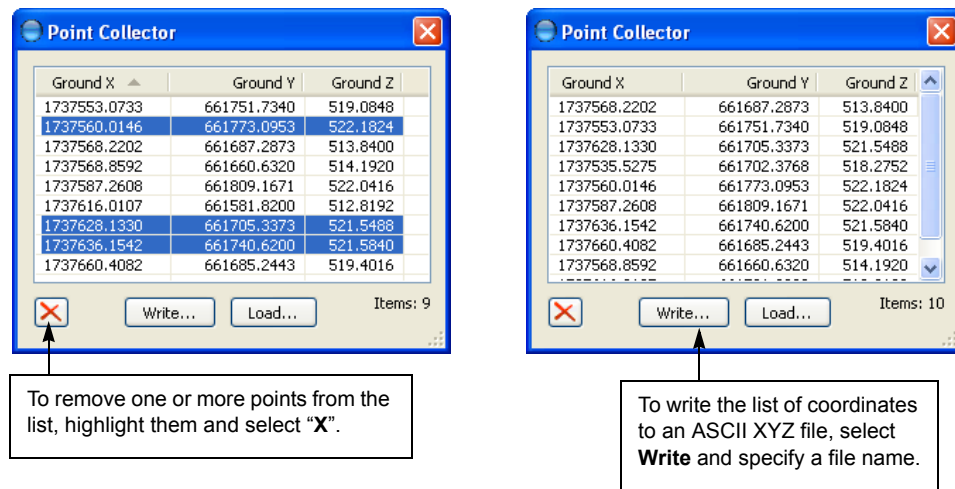 Point Collector
Ground X Ground Y Ground Z
1737553.0733 661751.7340 519.0848
1737560.0146 661773.0953 522.1824
1737568.2202 661687.2873 513.8400
1737568.8592 661660.6320 514.1920
1737587.2608 661809.1671 522.0416
1737616.0107 661581.8200 512.8192
1737628.1330 661705.3373 521.5488
1737636.1542 661740.6200 521.5840
1737660.4082 661685.2443 519.4016
Write... Load... Items: 9
To remove one or more points from the
list, highlight them and select “X”.
Point Collector
Ground X Ground Y Ground Z
1737568.2202 661687.2873 513.8400
1737553.0733 661751.7340 519.0848
1737628.1330 661705.3373 521.5488
1737535.5275 661702.3768 518.2752
1737560.0146 661773.0953 522.1824
1737587.2608 661809.1671 522.0416
1737636.1542 661740.6200 521.5840
1737660.4082 661685.2443 519.4016
1737568.8592 661660.6320 514.1920
Write... Load... Items: 10
To write the list of coordinates
to an ASCII XYZ file, select
Write and specify a file name.